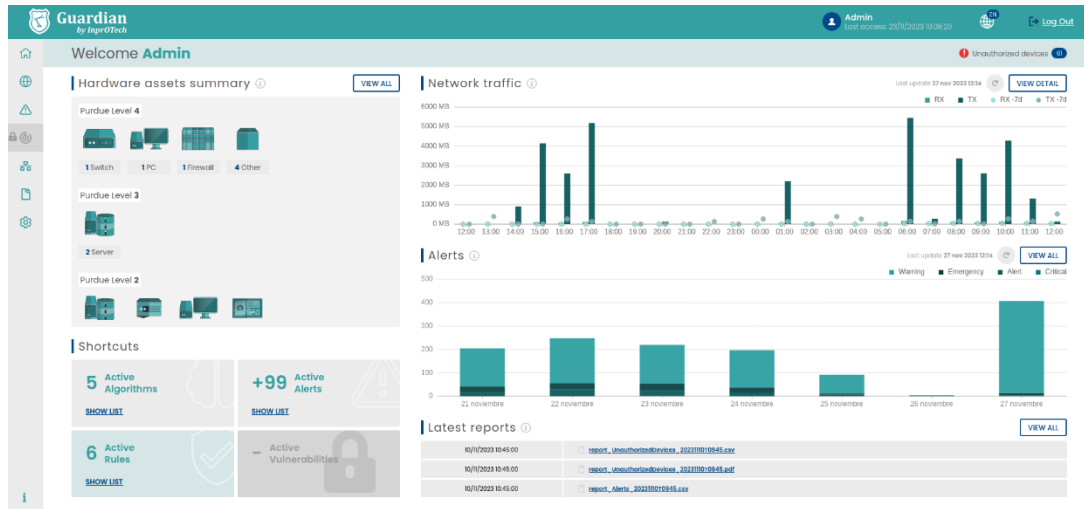 Guardian
by InprOTech
Admin
Last access: 23/11/2023 10:08:20
EN
Log Out
Welcome Admin
Unauthorized devices 61
Hardware assets summary
VIEW ALL
Purdue Level 4
1 Switch
1 PC
1 Firewall
4 Other
Purdue Level 3
2 Server
Purdue Level 2
Shortcuts
5 Active Algorithms
SHOW LIST
+99 Active Alerts
SHOW LIST
6 Active Rules
SHOW LIST
- Active Vulnerabilities
Network traffic
Last update 27 nov 2023 12:14
VIEW DETAIL
RX TX RX -7d TX -7d
6000 MB
5000 MB
4000 MB
3000 MB
2000 MB
1000 MB
0 MB
12:00 13:00 14:00 15:00 16:00 17:00 18:00 19:00 20:00 21:00 22:00 23:00 00:00 01:00 02:00 03:00 04:00 05:00 06:00 07:00 08:00 09:00 10:00 11:00 12:00
Alerts
Last update 27 nov 2023 12:14
VIEW ALL
Warning Emergency Alert Critical
500
400
300
200
100
0
21 noviembre 22 noviembre 23 noviembre 24 noviembre 25 noviembre 26 noviembre 27 noviembre
Latest reports
VIEW ALL
10/11/2023 10:45:00 report_UnauthorizedDevices_20231110T0945.csv
10/11/2023 10:45:00 report_UnauthorizedDevices_20231110T0945.pdf
10/11/2023 10:45:00 report_Alerts_20231110T0945.csv
i